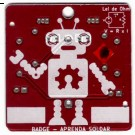 Lei de Ohm
V = R x I
BADGE - APRENDA SOLDAR